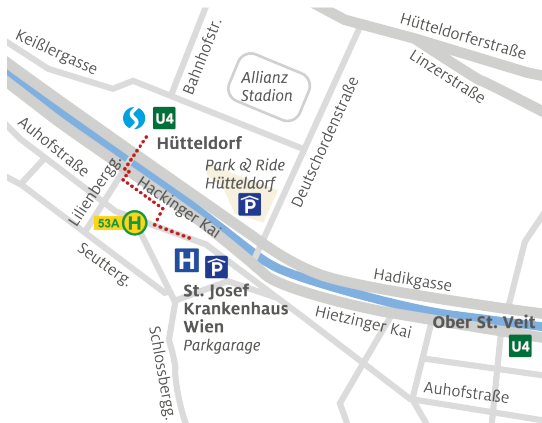 Hütteldorferstraße
Keißlergasse
Bahnhofstr.
Linzerstraße
Allianz
Stadion
U4
Hütteldorf
Auhofstraße
Deutschordenstraße
Park & Ride
Hütteldorf
P
Lilienbergg.
Hackinger Kai
53A H
Seutterg.
H P
St. Josef
Krankenhaus
Wien
Parkgarage
Hadikgasse
Hietzinger Kai
Ober St. Veit
U4
Schlossbergg.
Auhofstraße